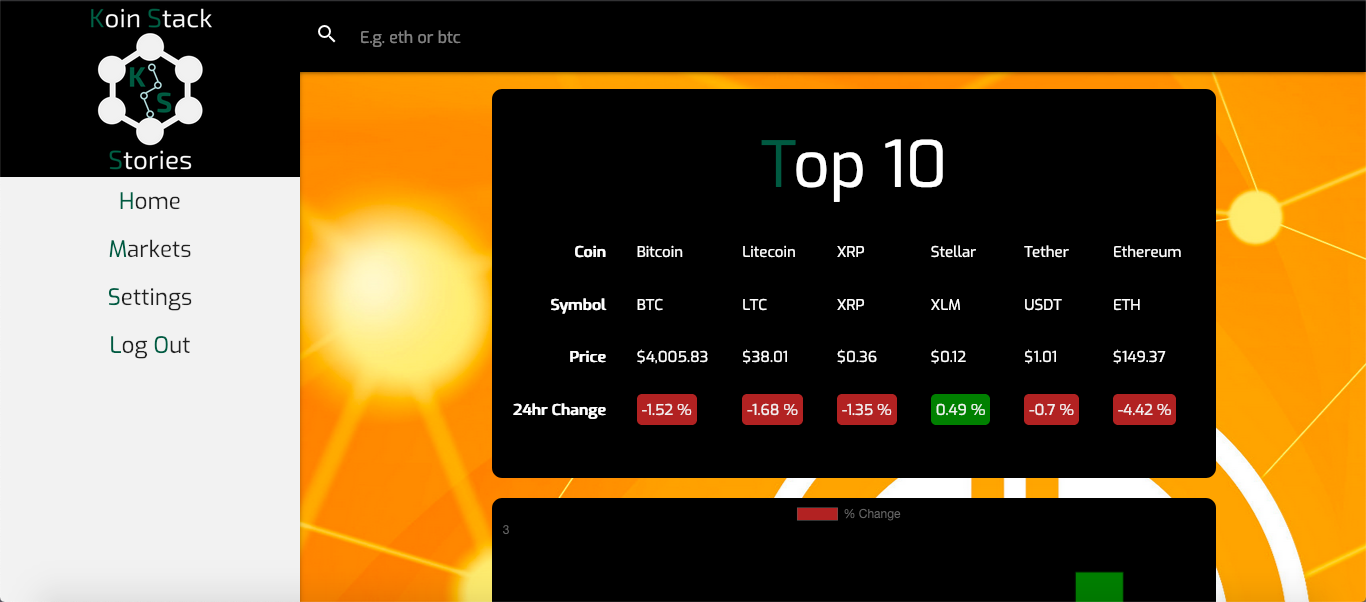 Koin Stack
K
S
Stories
Home
Markets
Settings
Log Out
E.g. eth or btc
Top 10
Coin Bitcoin Litecoin XRP Stellar Tether Ethereum
Symbol BTC LTC XRP XLM USDT ETH
Price $4,005.83 $38.01 $0.36 $0.12 $1.01 $149.37
24hr Change -1.52 % -1.68 % -1.35 % 0.49 % -0.7 % -4.42 %
% Change
3